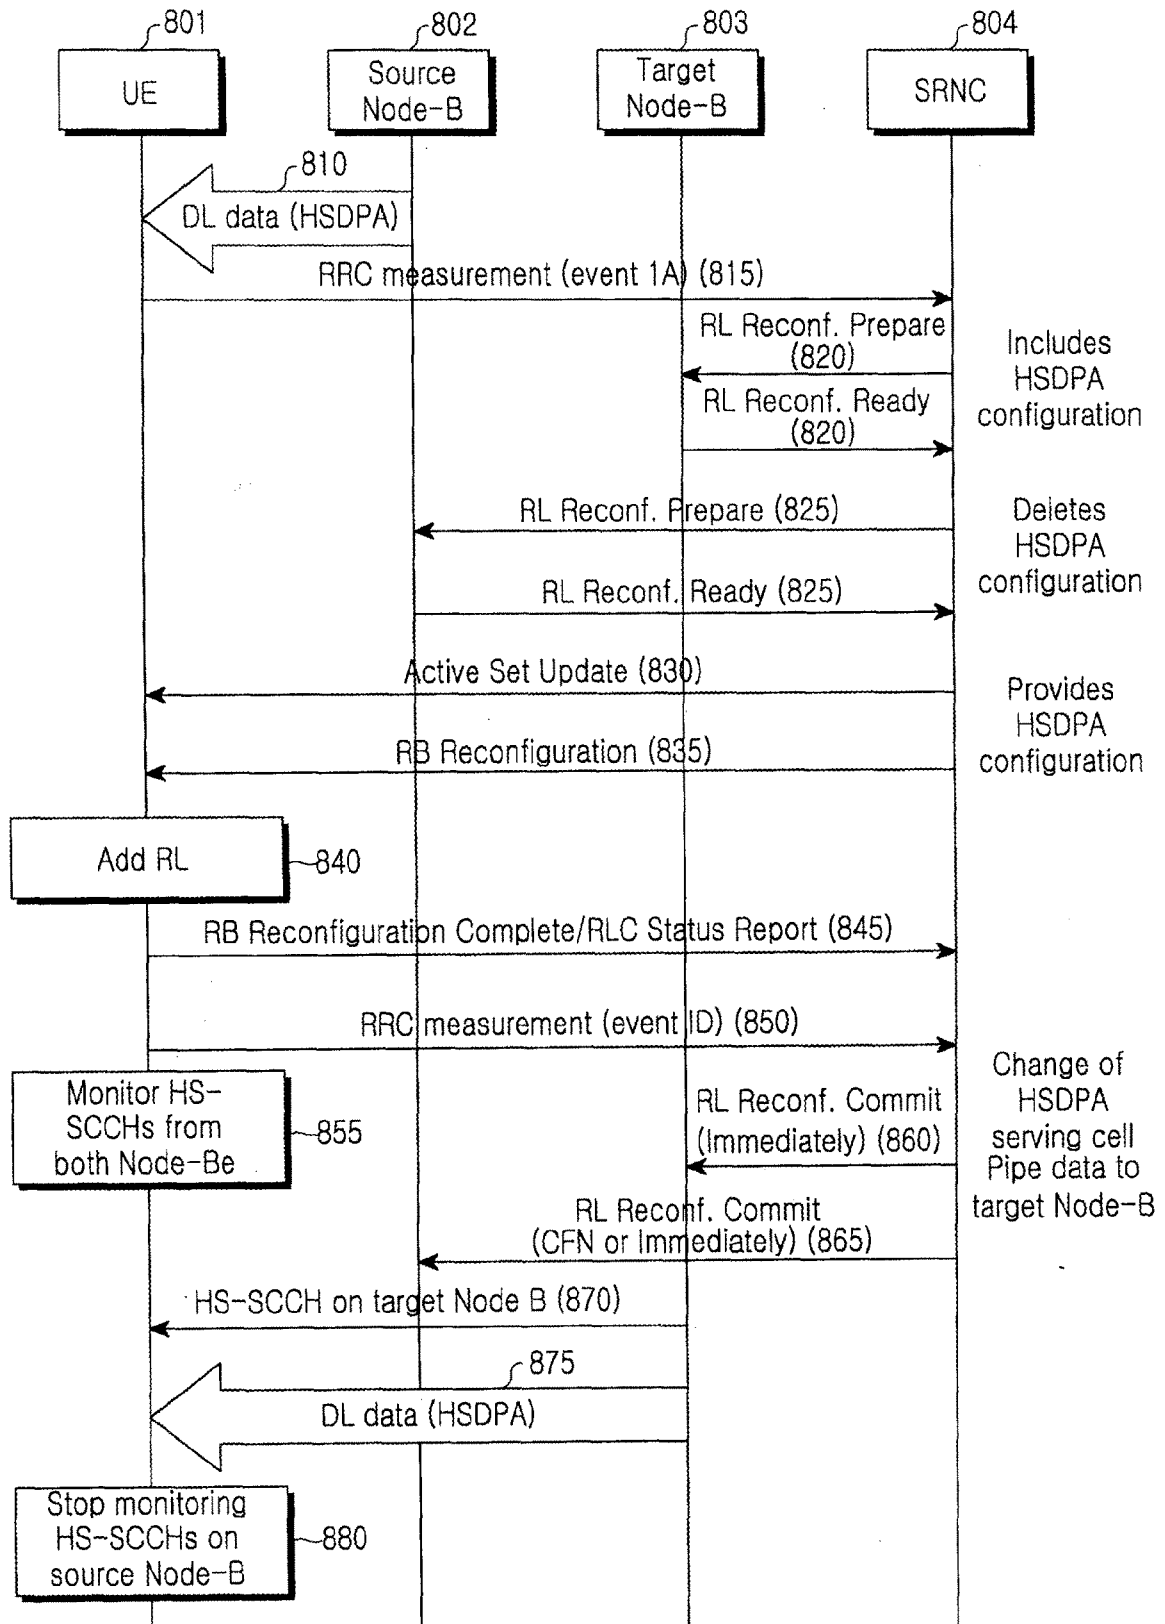 801
802
803
804
UE
Source
Node-B
Target
Node-B
SRNC
810
DL data (HSDPA)
RRC measurement (event 1A) (815)
RL Reconf. Prepare
(820)
RL Reconf. Ready
(820)
Includes
HSDPA
configuration
RL Reconf. Prepare (825)
RL Reconf. Ready (825)
Deletes
HSDPA
configuration
Active Set Update (830)
RB Reconfiguration (835)
Provides
HSDPA
configuration
Add RL
840
RB Reconfiguration Complete/RLC Status Report (845)
RRC measurement (event ID) (850)
Monitor HS-
SCCHs from
both Node-Be
855
RL Reconf. Commit
(Immediately) (860)
Change of
HSDPA
serving cell
Pipe data to
target Node-B
RL Reconf. Commit
(CFN or Immediately) (865)
HS-SCCH on target Node B (870)
875
DL data (HSDPA)
Stop monitoring
HS-SCCHs on
source Node-B
880